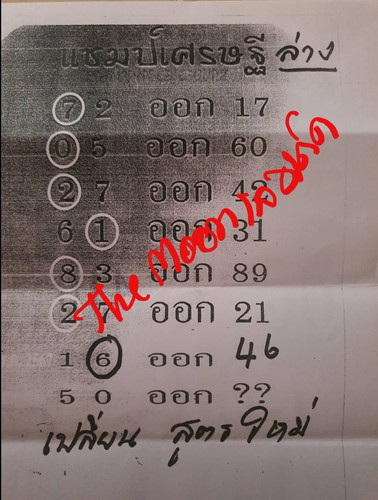 แชมป์เศรษฐี ล่าง
7 2 ออก 17
0 5 ออก 60
2 7 ออก 42
6 1 ออก 31
8 3 ออก 89
2 7 ออก 21
1 6 ออก 46
5 0 ออก ??
เปลี่ยน สูตรใหม่
The moon